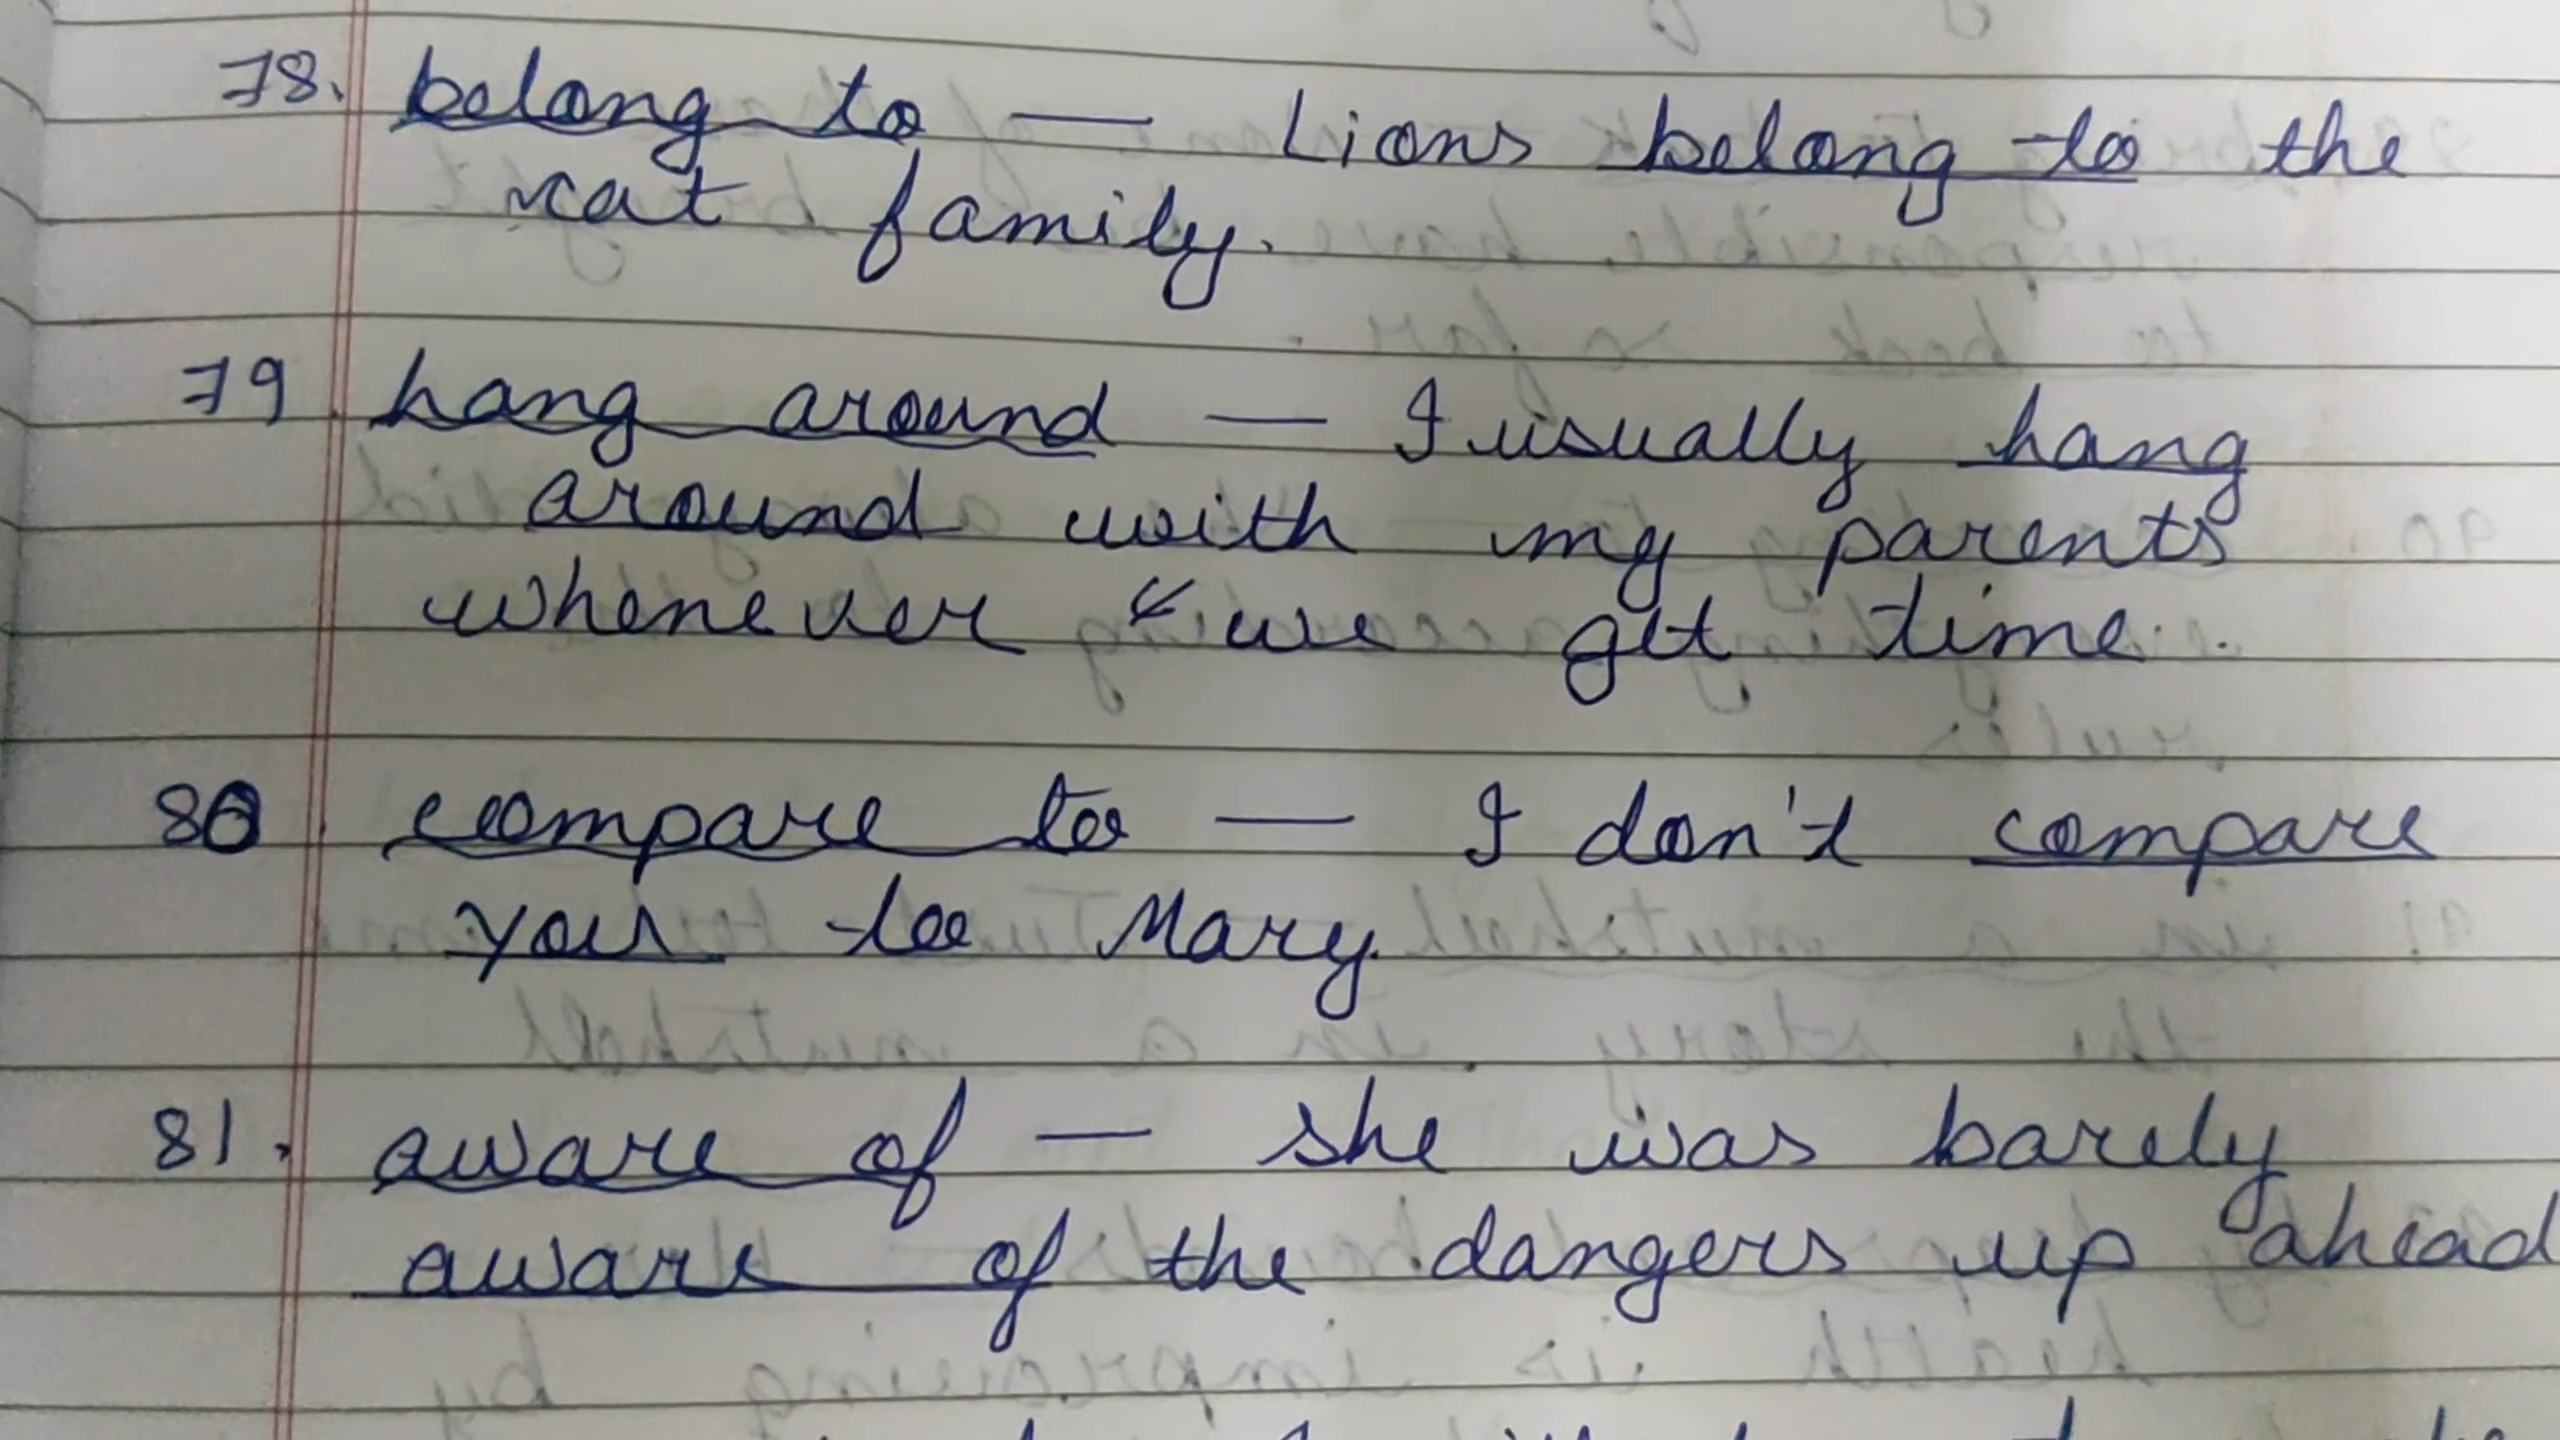 78. belong to — Lions belong to the
cat family.
79. hang around — I usually hang
around with my parents
whenever we get time.
80. compare to — I don't compare
you to Mary.
81. aware of — she was barely
aware of the dangers up ahead